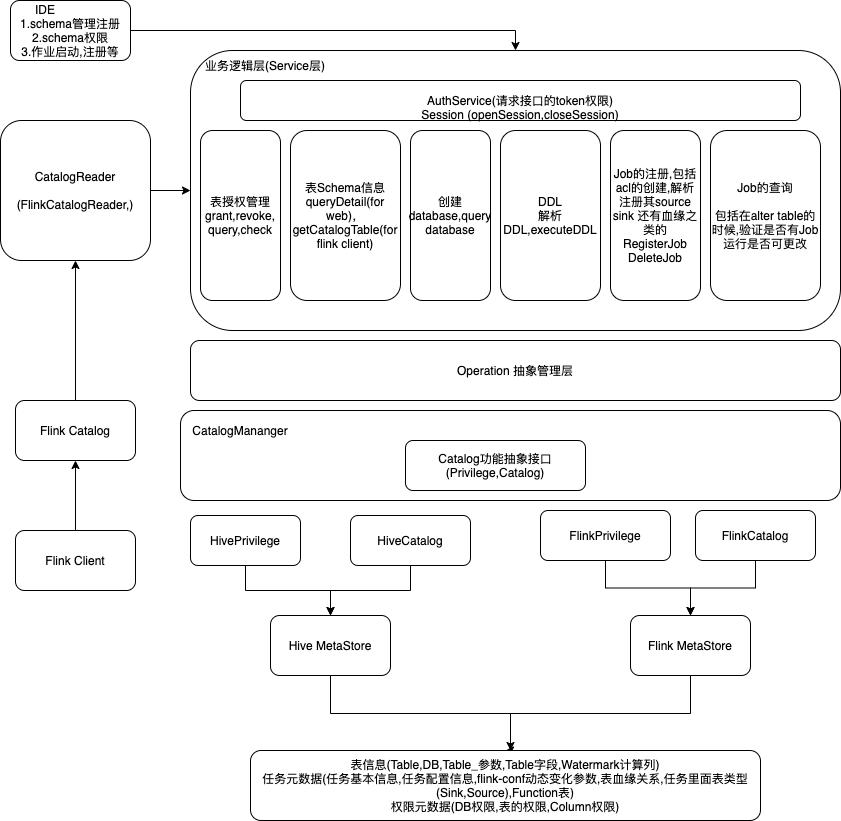 IDE
1.schema管理注册
2.schema权限
3.作业启动,注册等
业务逻辑层(Service层)
AuthService(请求接口的token权限)
Session (openSession,closeSession)
CatalogReader
(FlinkCatalogReader,)
表授权管理
grant,revoke,
query,check
表Schema信息
queryDetail(for
web),
getCatalogTable(for
flink client)
创建
database,query
database
DDL
解析
DDL,executeDDL
Job的注册,包括
acl的创建,解析
注册其source
sink 还有血缘之
类的
RegisterJob
DeleteJob
Job的查询
包括在alter table的
时候,验证是否有Job
运行是否可更改
Operation 抽象管理层
Flink Catalog
CatalogMananger
Catalog功能抽象接口
(Privilege,Catalog)
Flink Client
HivePrivilege
HiveCatalog
FlinkPrivilege
FlinkCatalog
Hive MetaStore
Flink MetaStore
表信息(Table,DB,Table_参数,Table字段,Watermark计算列)
任务元数据(任务基本信息,任务配置信息,flink-conf动态变化参数,表血缘关系,任务里面表类型
(Sink,Source),Function表)
权限元数据(DB权限,表的权限,Column权限)